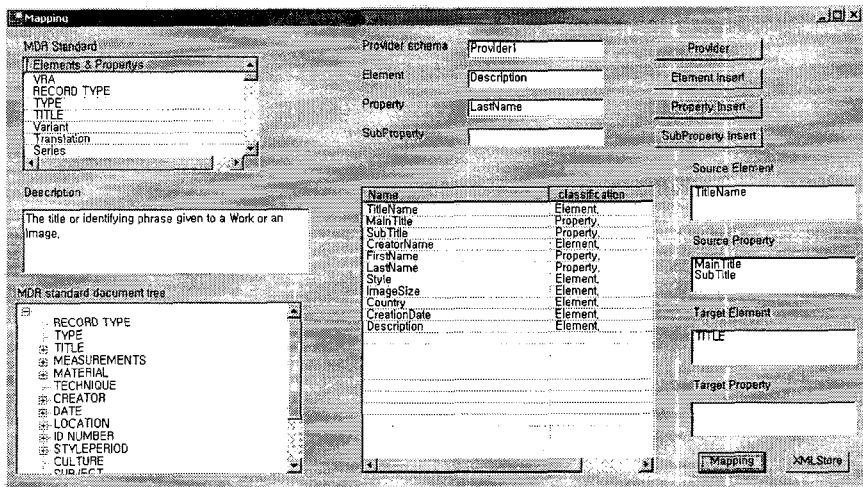 Mapping
MDR Standard
Elements & Propertys
VRA
RECORD TYPE
TYPE
TITLE
Variant
Translation
Series
Description
The title or identifying phrase given to a Work or an
Image,
MDR standard document tree
RECORD TYPE
TYPE
TITLE
MEASUREMENTS
MATERIAL
TECHNIQUE
CREATOR
DATE
LOCATION
ID NUMBER
STYLEPERIOD
CULTURE
SUBJECT
Provider schema
Provider1
Provider
Element
Description
Element Insert
Property
LastName
Property Insert
SubProperty
SubProperty Insert
Name classification
TitleName Element,
MainTitle Property,
SubTitle Property,
CreatorName Element,
FirstName Property,
LastName Property,
Style Element,
ImageSize Element,
Country Element,
CreationDate Element,
Description Element,
Source Element
TitleName
Source Property
MainTitle
SubTitle
Target Element
TITLE
Target Property
Mapping
XMLStore